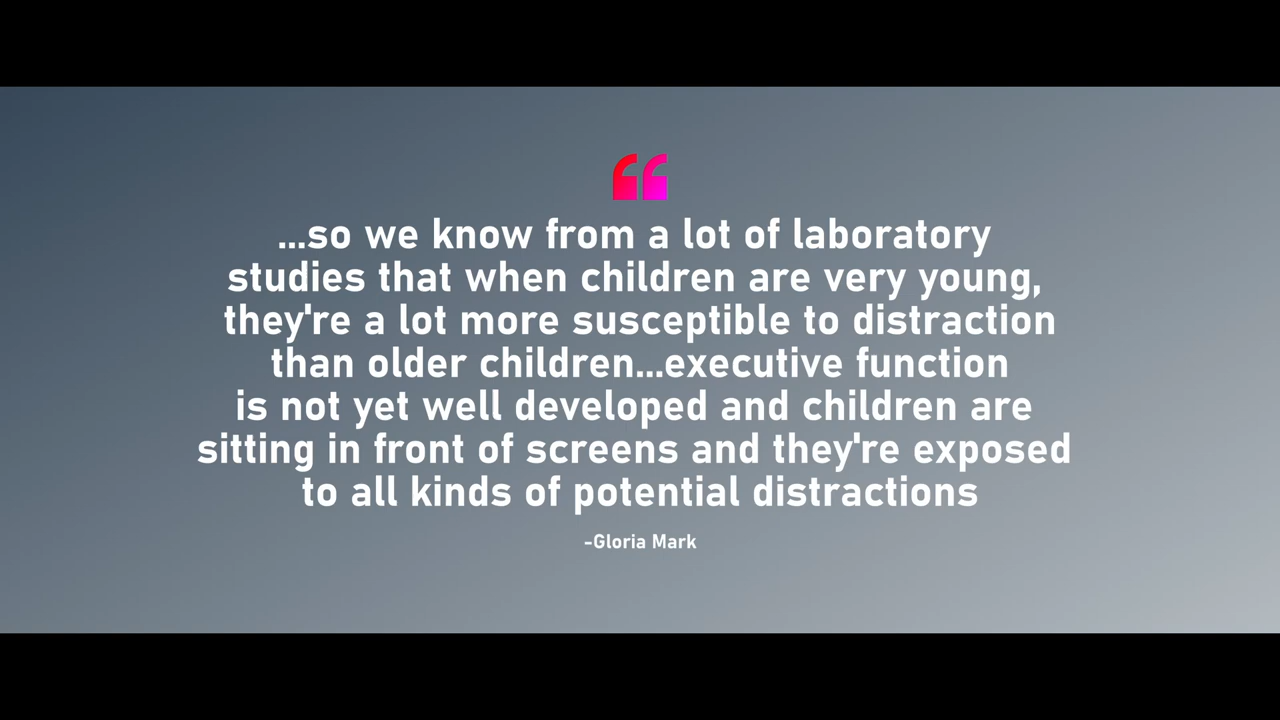 ...so we know from a lot of laboratory
studies that when children are very young,
they're a lot more susceptible to distraction
than older children...executive function
is not yet well developed and children are
sitting in front of screens and they're exposed
to all kinds of potential distractions
-Gloria Mark